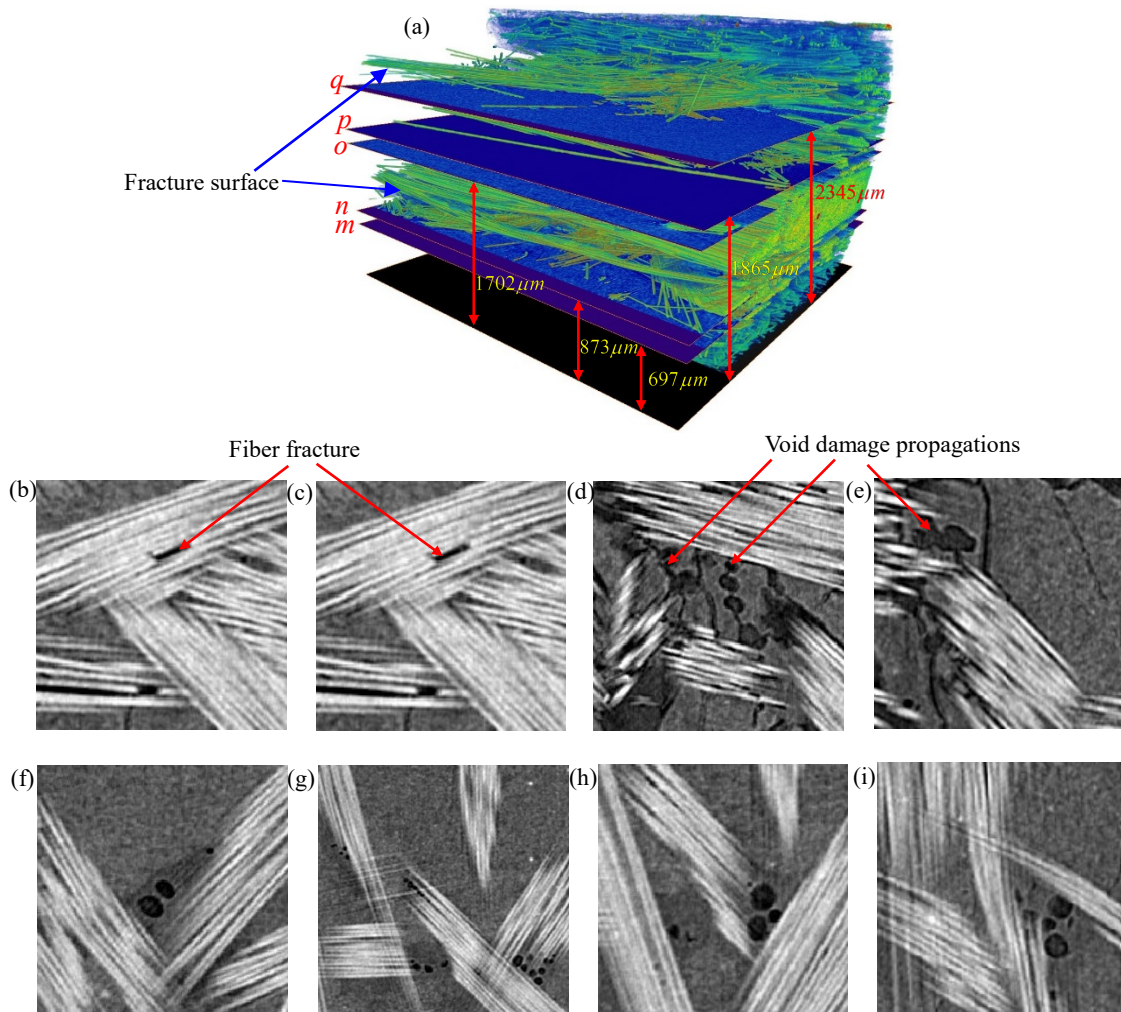 (a)
q
p
o
Fracture surface
n
m
2345μm
1865μm
1702μm
873μm
697μm
Fiber fracture
Void damage propagations
(b)
(c)
(d)
(e)
(f)
(g)
(h)
(i)